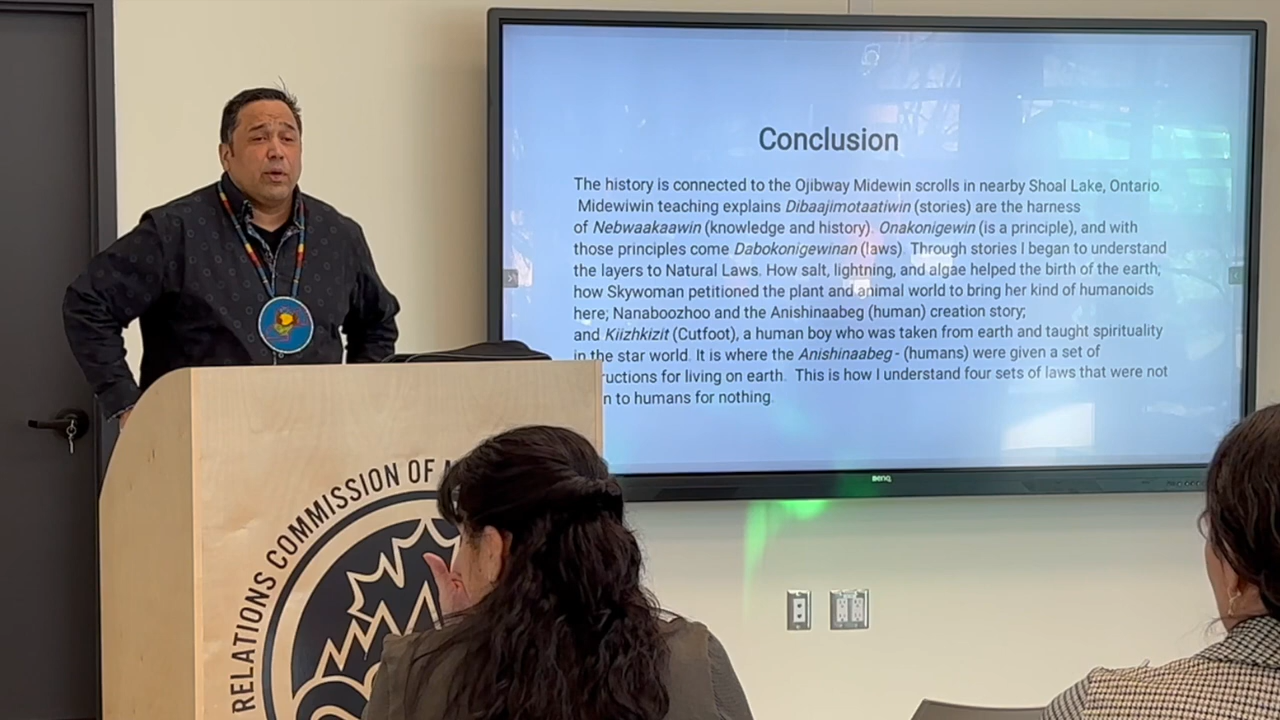 Conclusion
The history is connected to the Ojibway Midewin scrolls in nearby Shoal Lake, Ontario.
Midewiwin teaching explains Dibaajimotaatiwin (stories) are the harness
of Nebwaakaawin (knowledge and history). Onakonigewin (is a principle), and with
those principles come Dabokonigewinan (laws). Through stories I began to understand
the layers to Natural Laws. How salt, lightning, and algae helped the birth of the earth;
how Skywoman petitioned the plant and animal world to bring her kind of humanoids
here; Nanaboozhoo and the Anishinaabeg (human) creation story;
and Kiizhkizit (Cutfoot), a human boy who was taken from earth and taught spirituality
in the star world. It is where the Anishinaabeg - (humans) were given a set of
ructions for living on earth. This is how I understand four sets of laws that were not
n to humans for nothing.
BenQ
RELATIONS COMMISSION OF